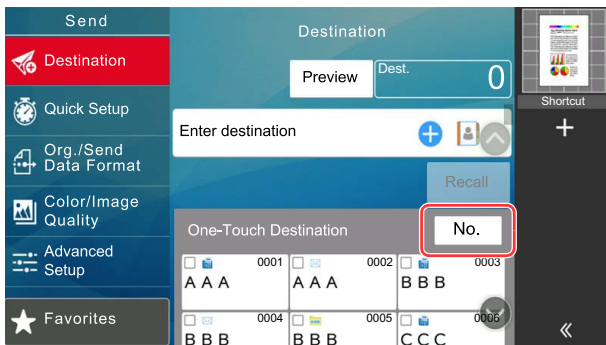 Send
Destination
Quick Setup
Org./Send
Data Format
Color/Image
Quality
Advanced
Setup
Favorites
Destination
Preview
Dest.
0
Enter destination
Recall
One-Touch Destination
No.
0001
A A A
0002
A A A
0003
B B B
0004
B B B
0005
B B B
0006
C C C
Shortcut